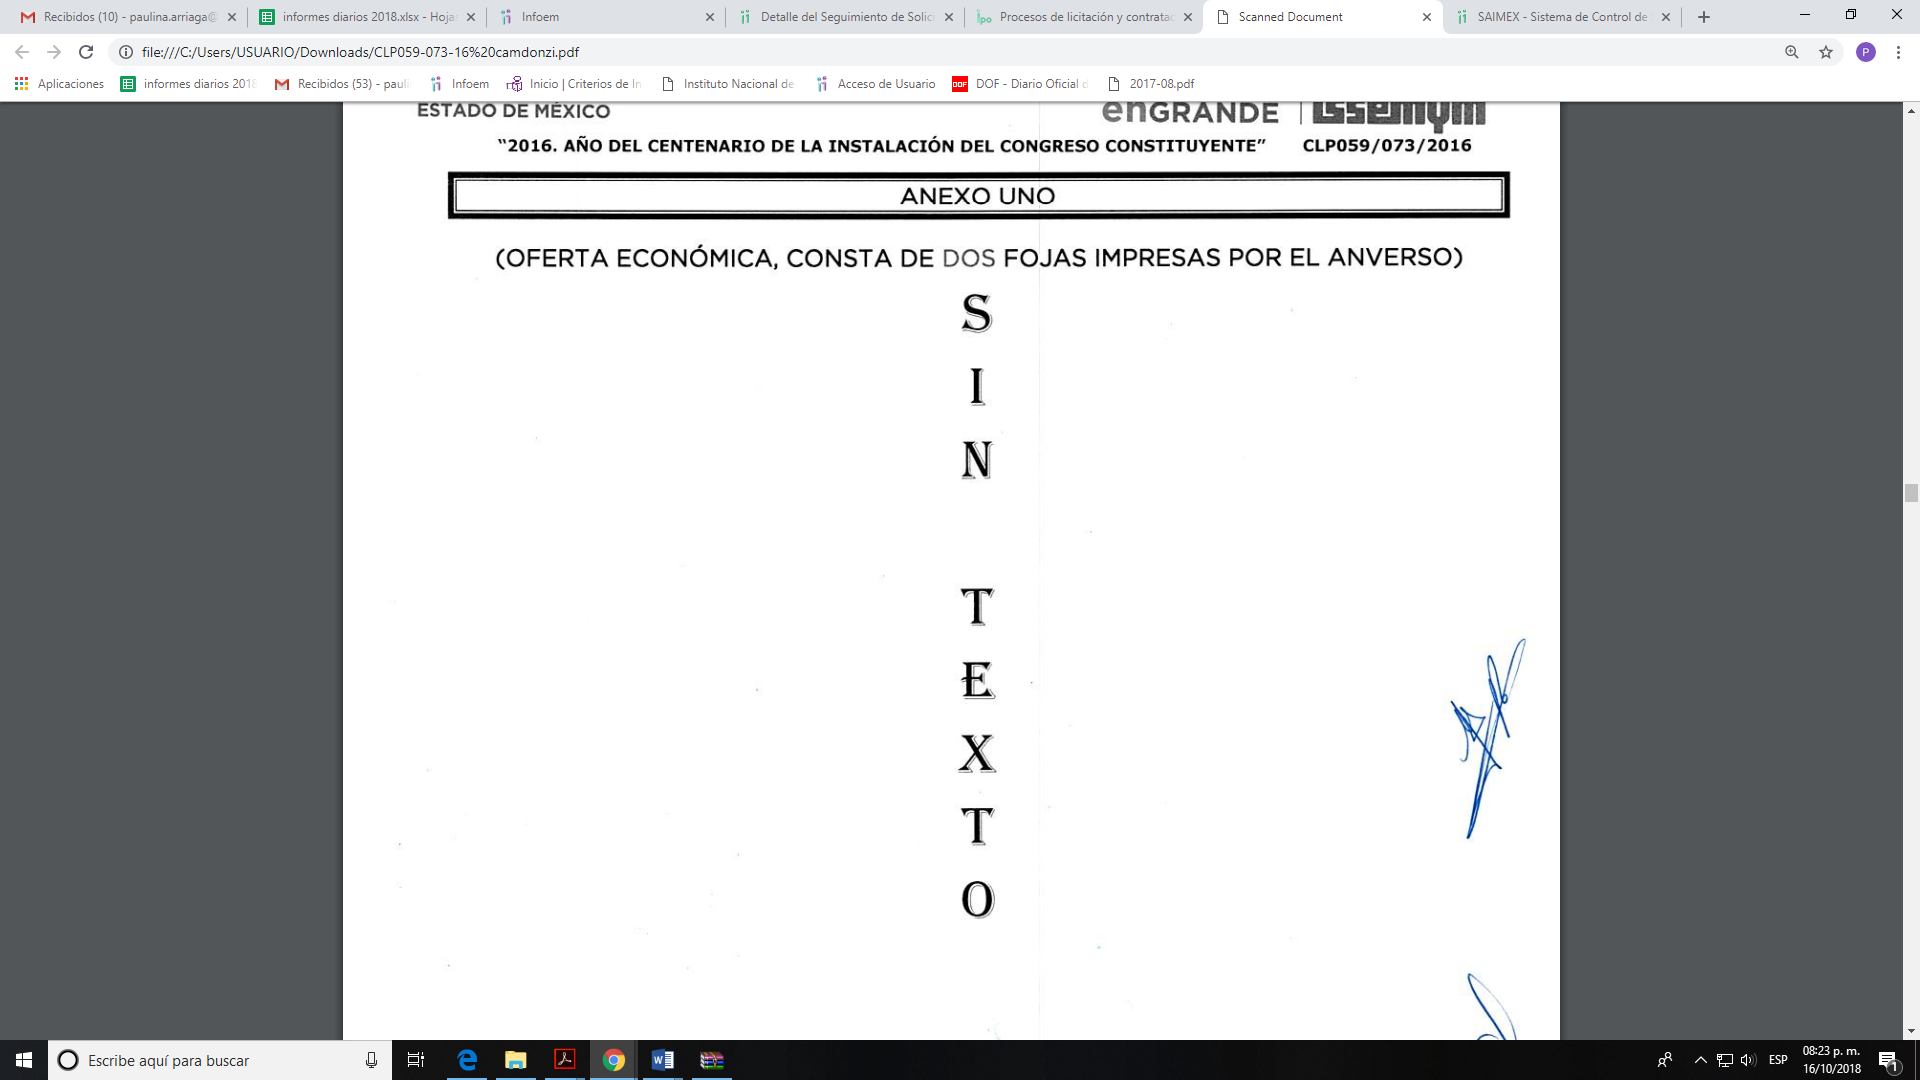 Recibidos (10) - paulina.arriaga@
informes diarios 2018.xlsx - Hoja
Infoem
Detalle del Seguimiento de Solici
Procesos de licitación y contratac
Scanned Document
SAIMEX - Sistema de Control de
file:///C:/Users/USUARIO/Downloads/CLP059-073-16%20camdonzi.pdf
P
Aplicaciones
informes diarios 2018
Recibidos (53) - pauli
Infoem
Inicio | Criterios de In
Instituto Nacional de
Acceso de Usuario
DOF
DOF - Diario Oficial d
2017-08.pdf
ESTADO DE MÉXICO
enGRANDE
issemym
“2016. AÑO DEL CENTENARIO DE LA INSTALACIÓN DEL CONGRESO CONSTITUYENTE” CLP059/073/2016
ANEXO UNO
(OFERTA ECONÓMICA, CONSTA DE DOS FOJAS IMPRESAS POR EL ANVERSO)
S
I
N
T
E
X
T
O
Escribe aquí para buscar
ESP
08:23 p. m.
16/10/2018
1